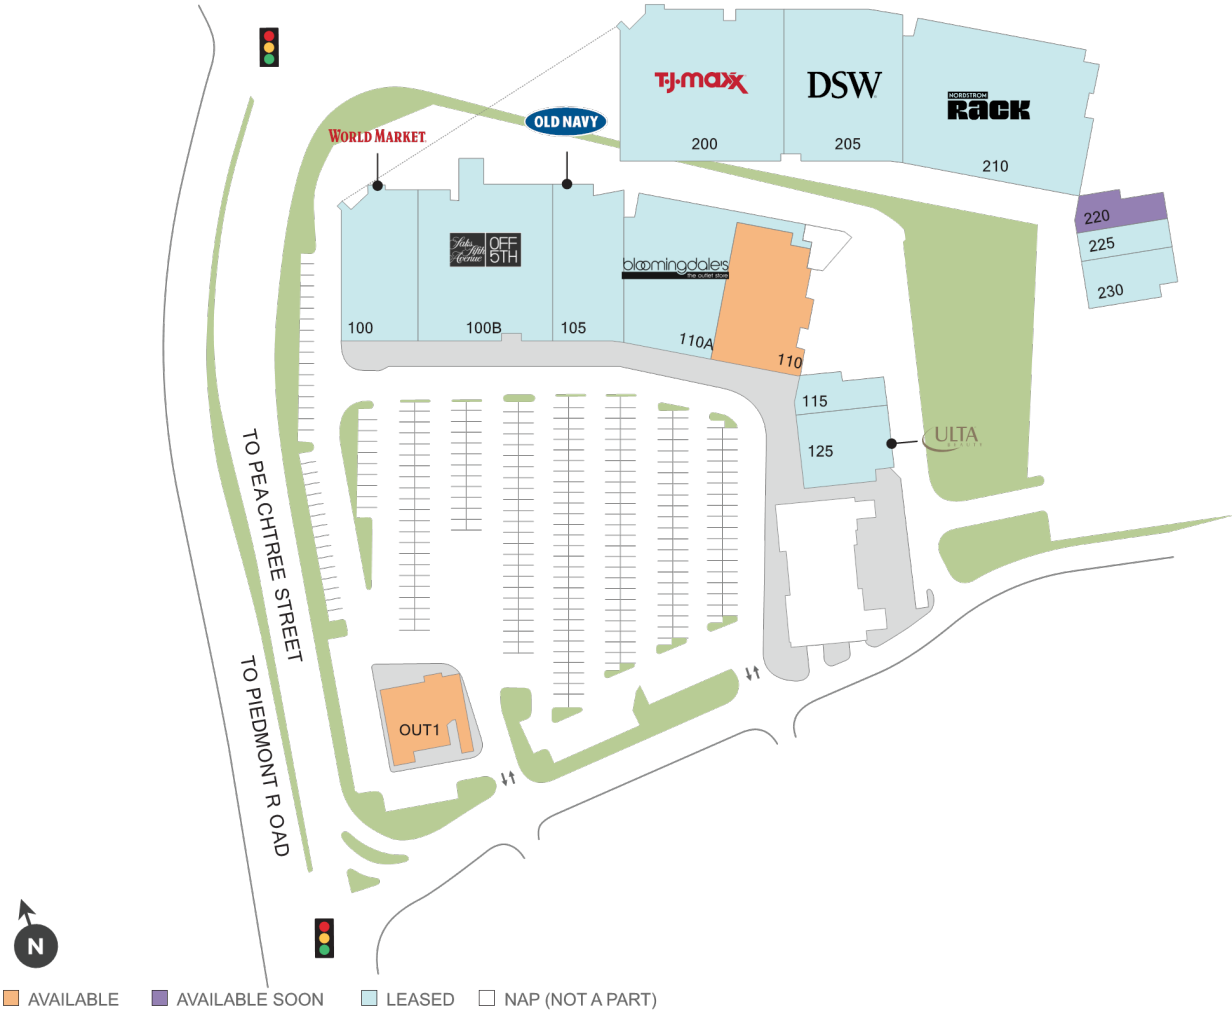 T·J·maxx
DSW
NORDSTROM
RACK
200
205
210
OLD NAVY
WORLD MARKET
220
225
230
Saks
Fifth
Avenue
OFF
5TH
bloomingdale's
the outlet store
100
100B
105
110A
110
115
125
ULTA
BEAUTY
TO PEACHTREE STREET
TO PIEDMONT R OAD
OUT1
N
AVAILABLE
AVAILABLE SOON
LEASED
NAP (NOT A PART)